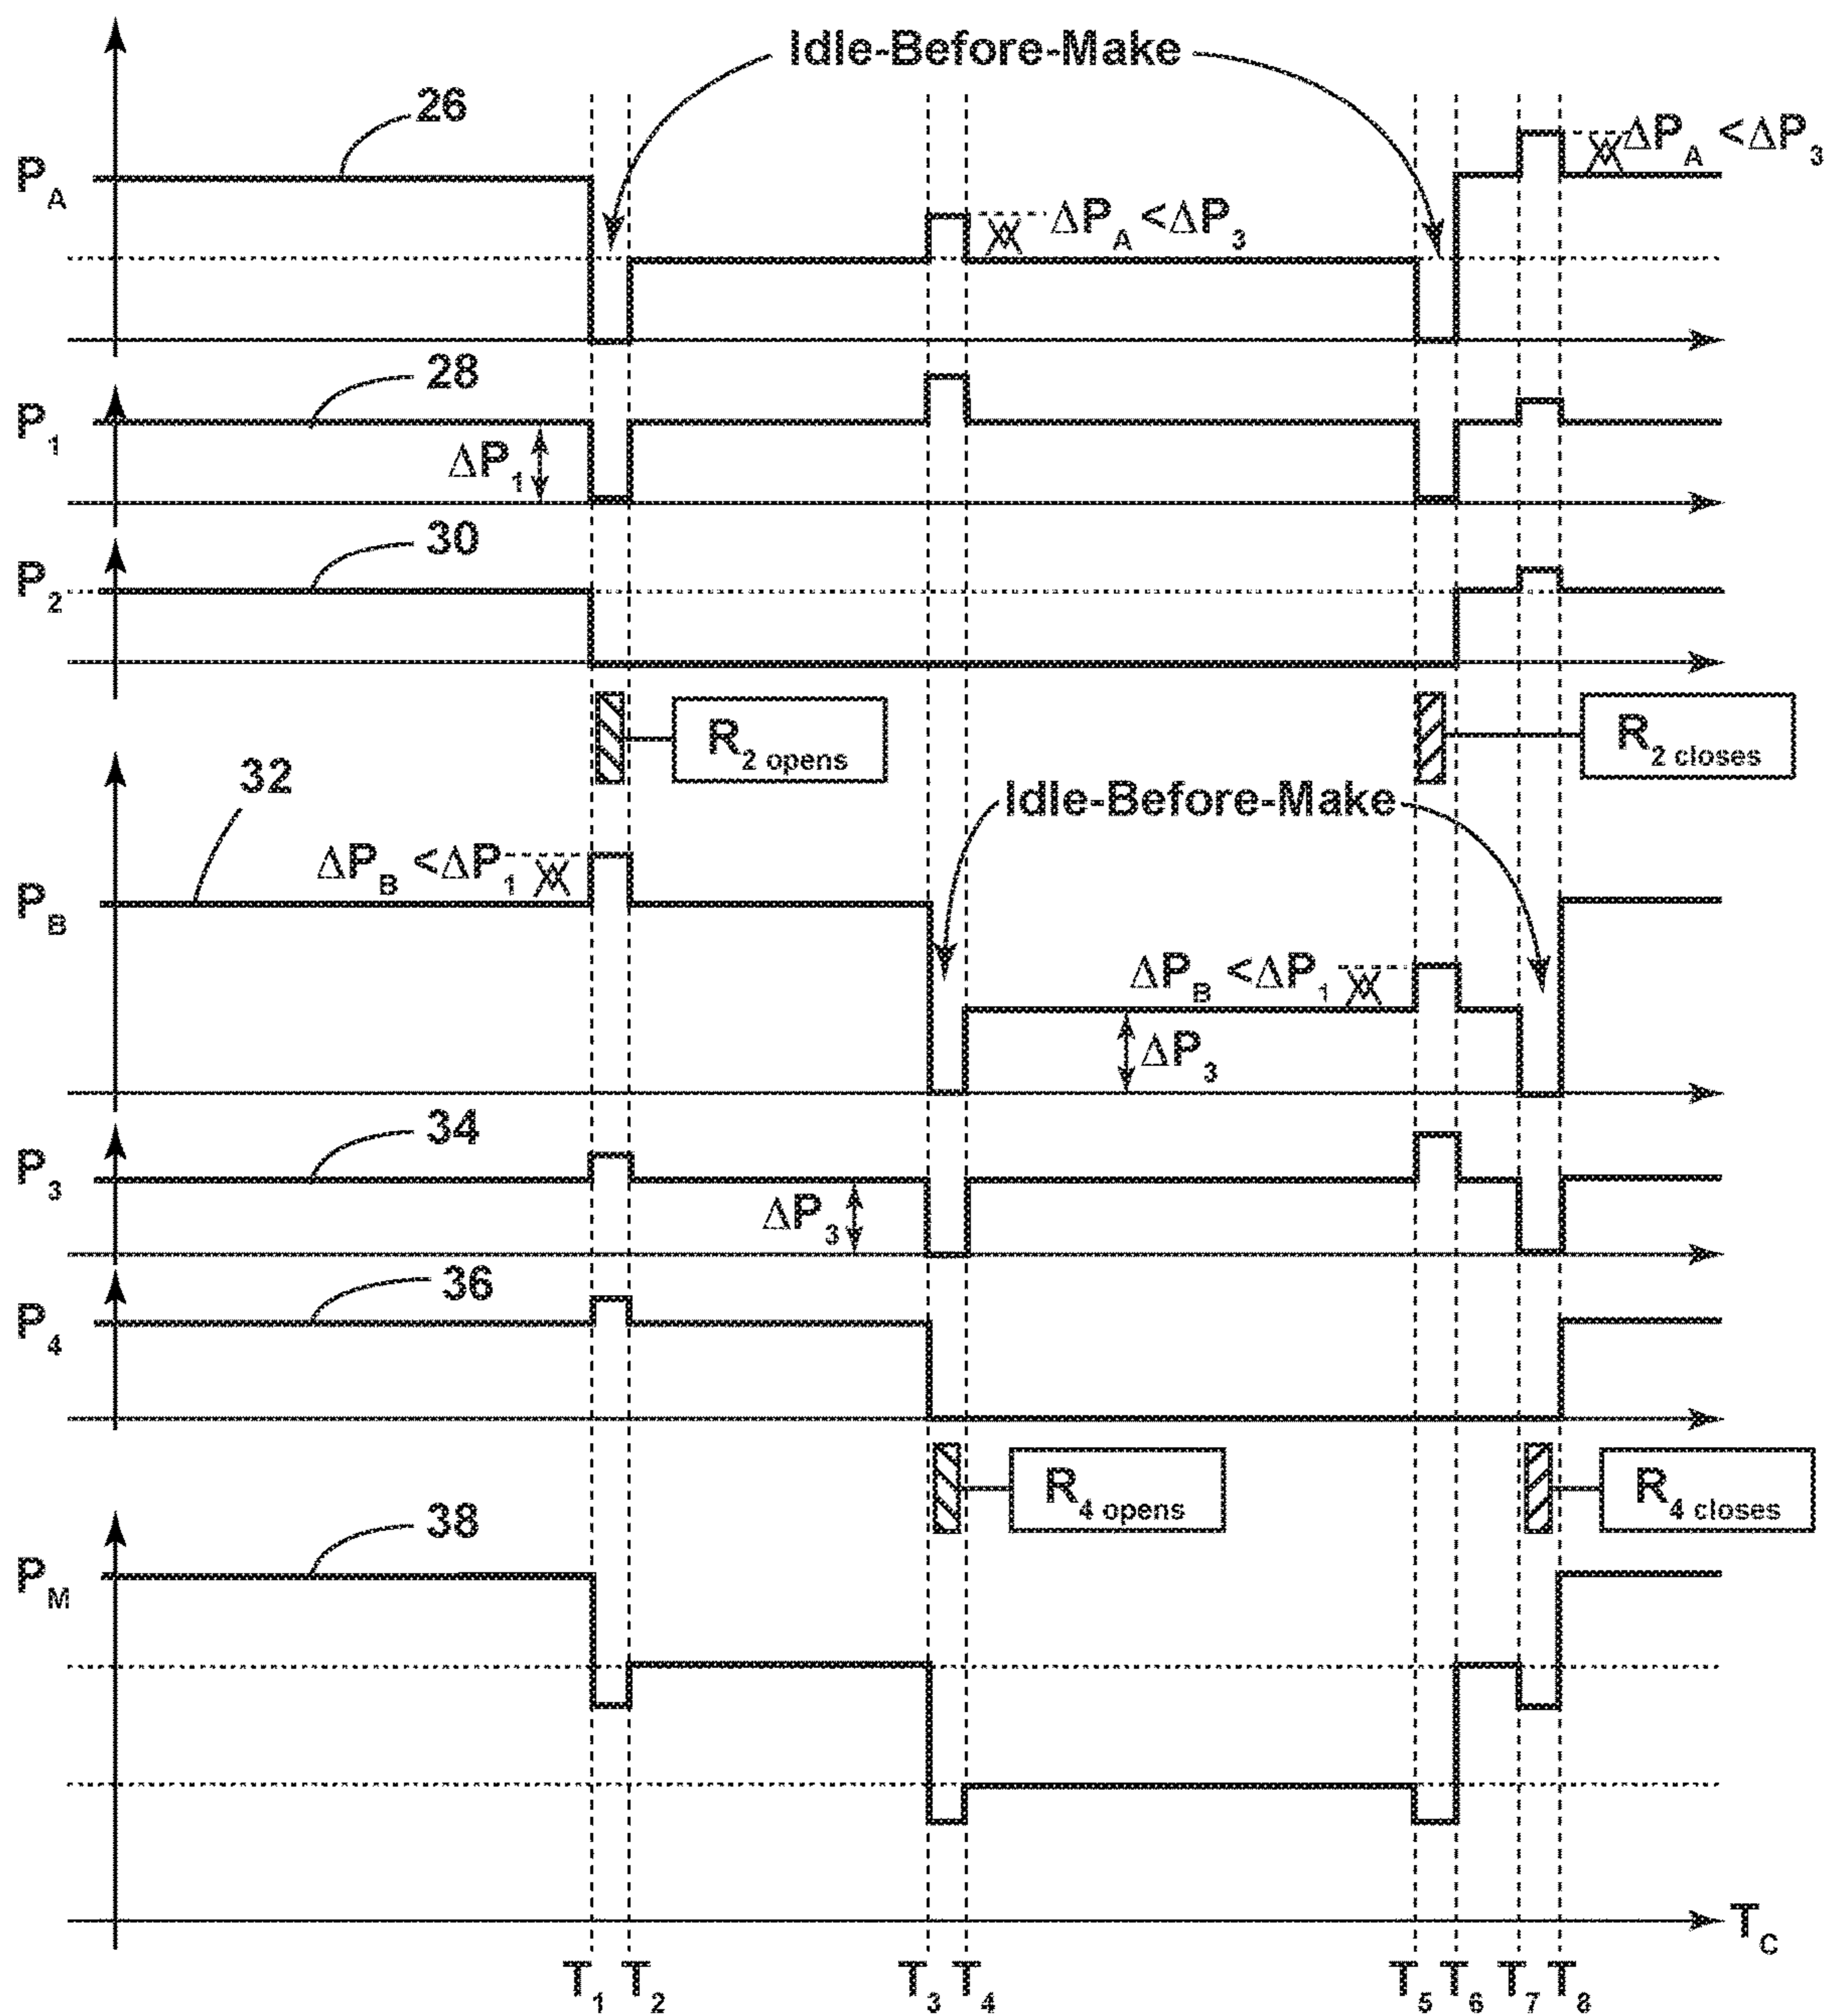 Idle-Before-Make
26
P_A
ΔP_A < ΔP_3
ΔP_A < ΔP_3
28
P_1
ΔP_1
30
P_2
R_2 opens
R_2 closes
32
Idle-Before-Make
ΔP_B < ΔP_1
P_B
ΔP_B < ΔP_1
ΔP_3
34
P_3
ΔP_3
36
P_4
R_4 opens
R_4 closes
38
P_M
T_C
T_1 T_2 T_3 T_4 T_5 T_6 T_7 T_8